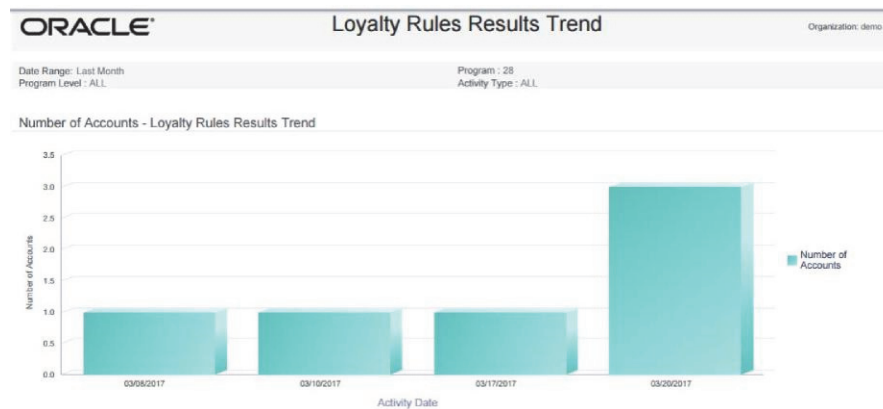 ORACLE®
Loyalty Rules Results Trend
Organization: demo
Date Range: Last Month
Program : 28
Program Level : ALL
Activity Type : ALL
Number of Accounts - Loyalty Rules Results Trend
3.5
3.0
2.5
2.0
1.5
1.0
0.5
0.0
Number of Accounts
03/08/2017
03/10/2017
03/17/2017
03/20/2017
Activity Date
Number of
Accounts